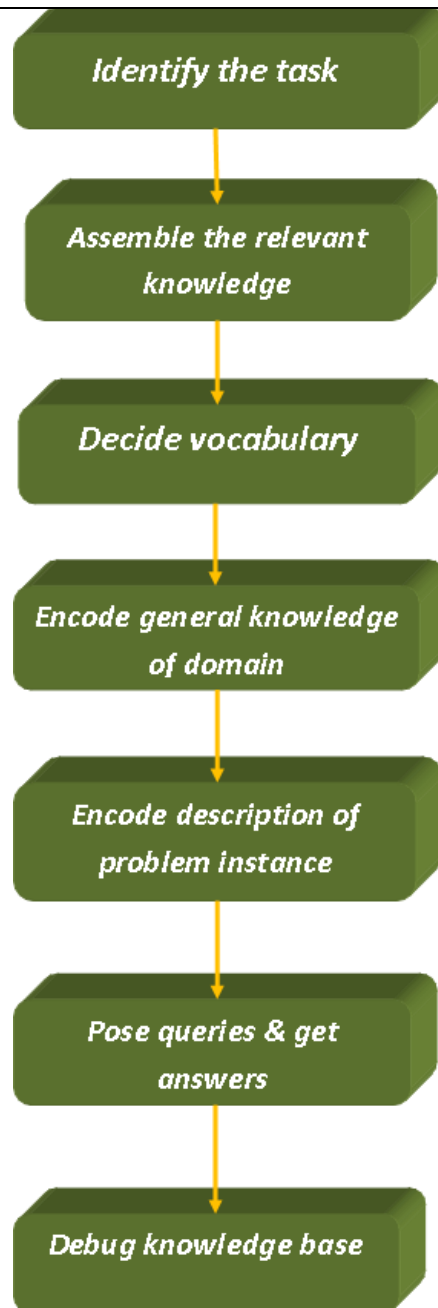 Identify the task
Assemble the relevant
knowledge
Decide vocabulary
Encode general knowledge
of domain
Encode description of
problem instance
Pose queries & get
answers
Debug knowledge base